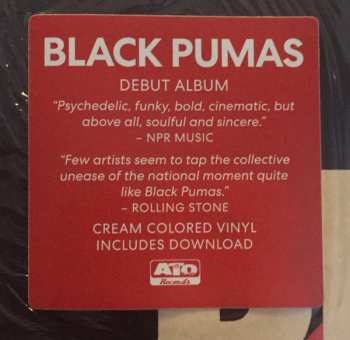 BLACK PUMAS
DEBUT ALBUM
"Psychedelic, funky, bold, cinematic, but
above all, soulful and sincere."
– NPR MUSIC
"Few artists seem to tap the collective
unease of the national moment quite
like Black Pumas."
– ROLLING STONE
CREAM COLORED VINYL
INCLUDES DOWNLOAD
ATO
Records